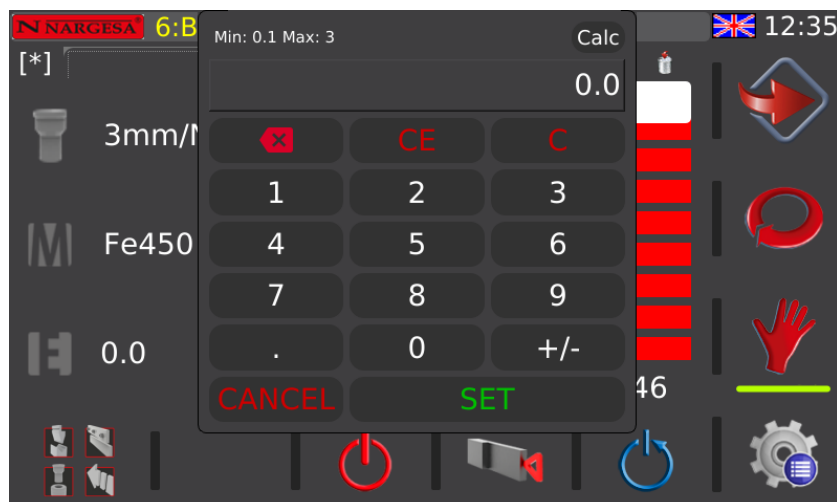 NARGESA® 6:B 12:35
Min: 0.1 Max: 3 Calc
[*]
0.0
3mm/
CE C
1 2 3
Fe450 4 5 6
7 8 9
0.0 . 0 +/-
CANCEL SET 46